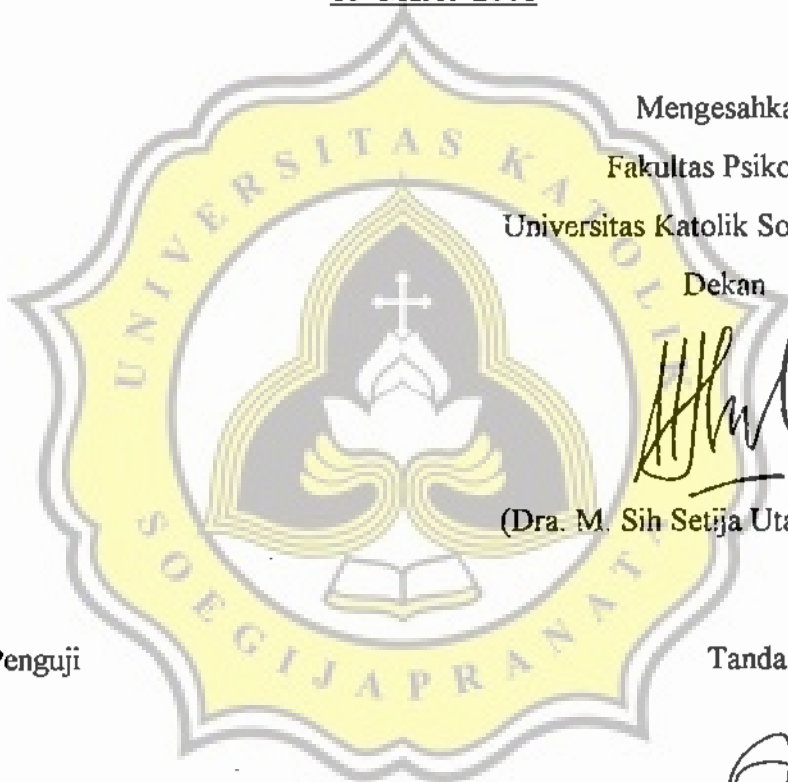 Mengesahka
Fakultas Psiko
Universitas Katolik So
Dekan
(Dra. M. Sih Setija Uta
Penguji
Tanda
UNIVERSITAS KATOLIK
SOEGIJAPRANATA